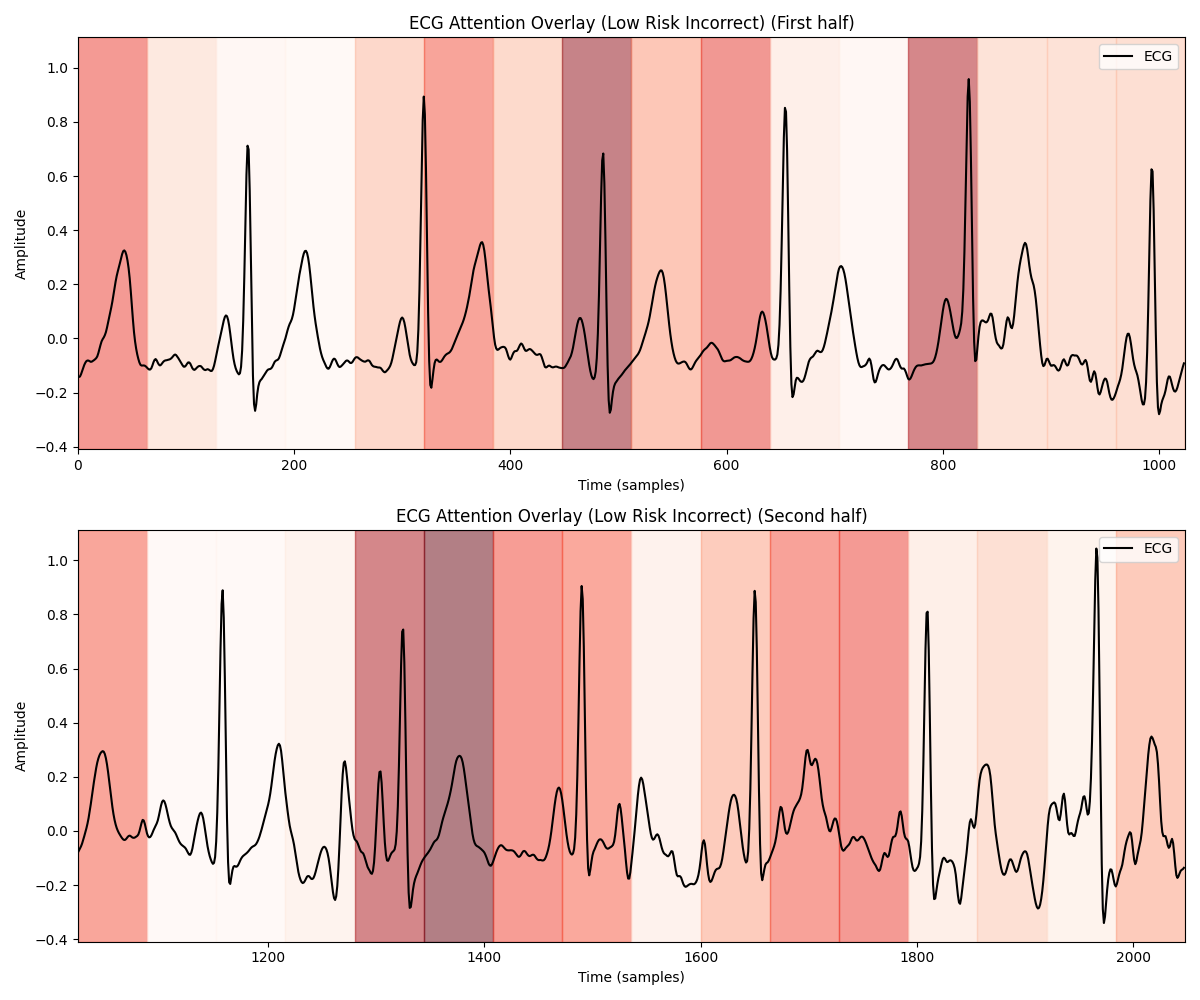 ECG Attention Overlay (Low Risk Incorrect) (First half)
1.0
0.8
0.6
0.4
0.2
0.0
−0.2
−0.4
Amplitude
ECG
0 200 400 600 800 1000
Time (samples)
ECG Attention Overlay (Low Risk Incorrect) (Second half)
1.0
0.8
0.6
0.4
0.2
0.0
−0.2
−0.4
Amplitude
ECG
1200 1400 1600 1800 2000
Time (samples)